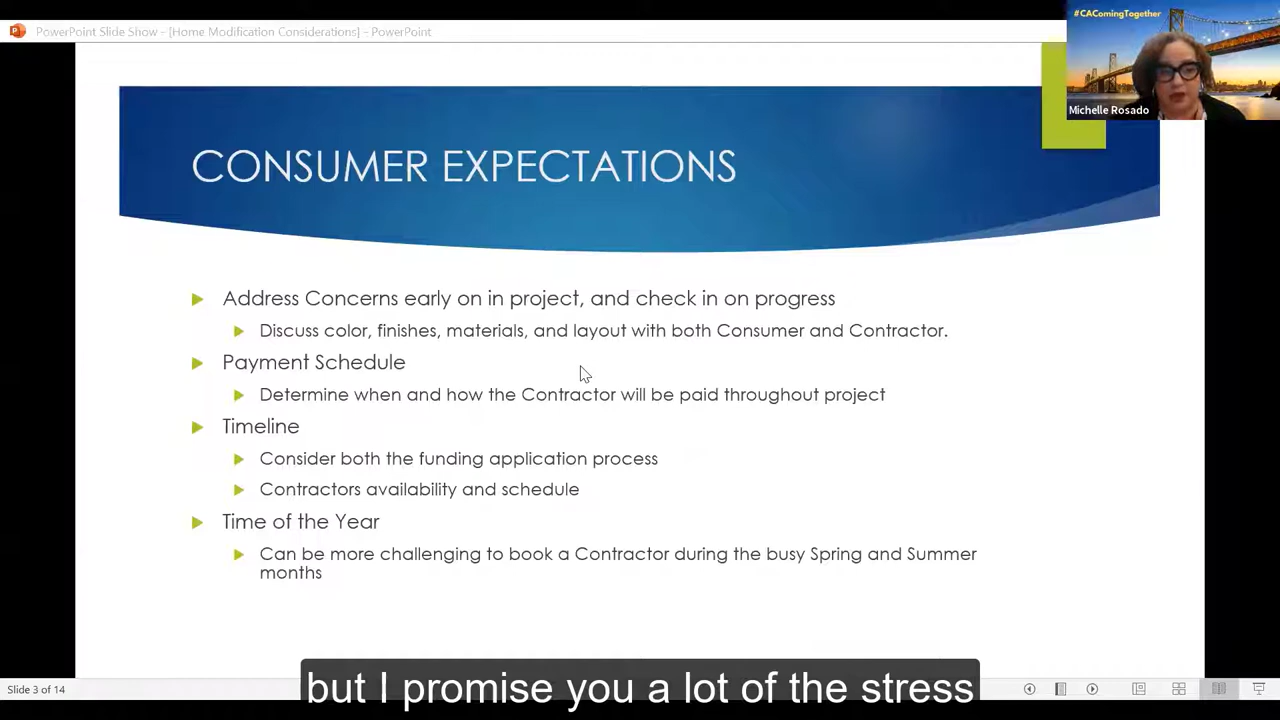 PowerPoint Slide Show - [Home Modification Considerations] - PowerPoint
#CAComingTogether
Michelle Rosado
CONSUMER EXPECTATIONS
Address Concerns early on in project, and check in on progress
Discuss color, finishes, materials, and layout with both Consumer and Contractor.
Payment Schedule
Determine when and how the Contractor will be paid throughout project
Timeline
Consider both the funding application process
Contractors availability and schedule
Time of the Year
Can be more challenging to book a Contractor during the busy Spring and Summer
months
but I promise you a lot of the stress
Slide 3 of 14